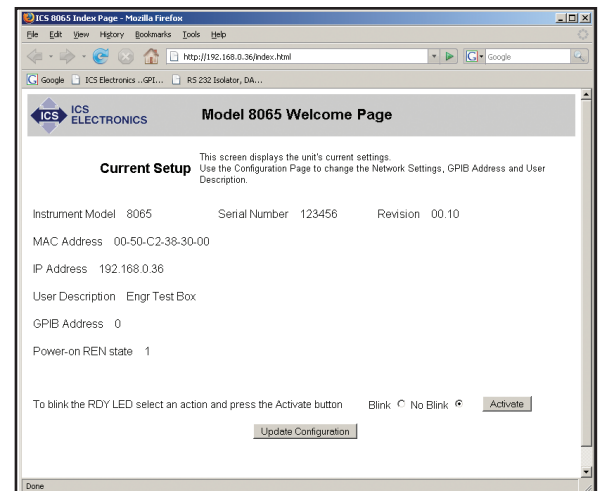 ICS 8065 Index Page - Mozilla Firefox
File Edit View History Bookmarks Tools Help
http://192.168.0.36/index.html
G Google
G Google ICS Electronics ..GPI... RS 232 Isolator, DA...
ICS ICS ELECTRONICS Model 8065 Welcome Page
Current Setup
This screen displays the unit's current settings.
Use the Configuration Page to change the Network Settings, GPIB Address and User
Description.
Instrument Model 8065 Serial Number 123456 Revision 00.10
MAC Address 00-50-C2-38-30-00
IP Address 192.168.0.36
User Description Engr Test Box
GPIB Address 0
Power-on REN state 1
To blink the RDY LED select an action and press the Activate button Blink No Blink Activate
Update Configuration
Done